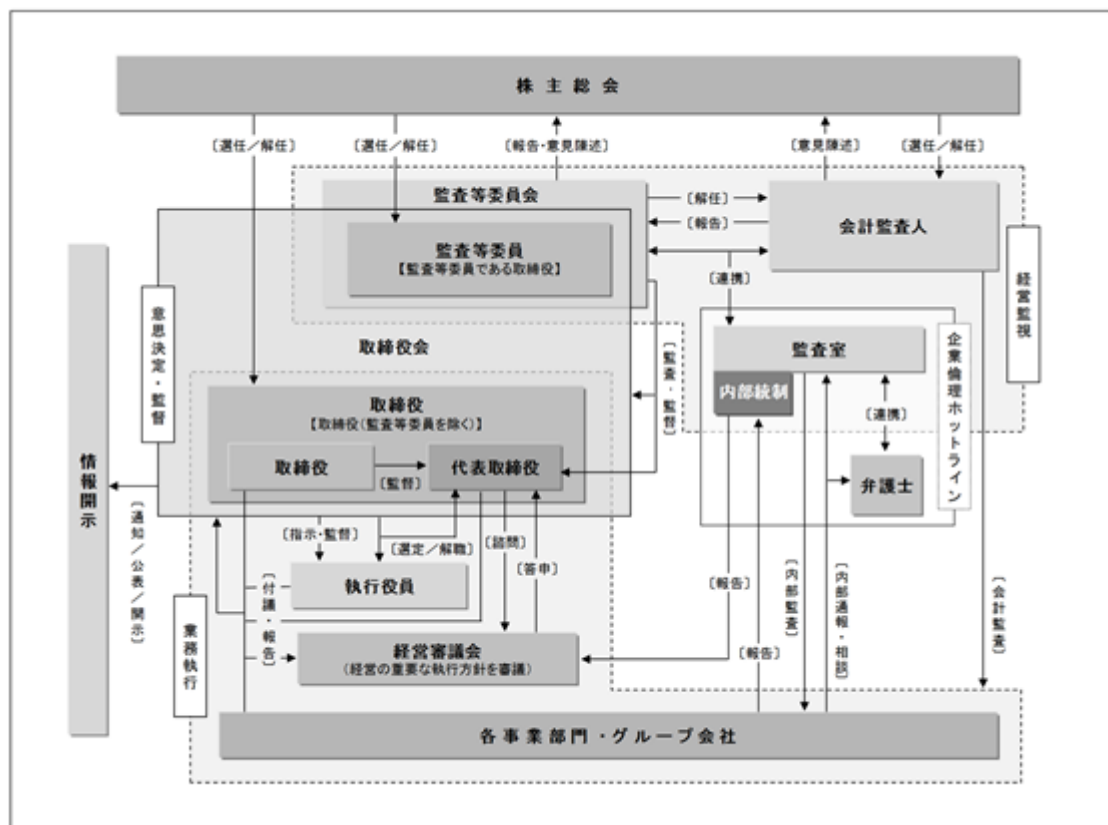 株主総会
〔選任／解任〕
〔選任／解任〕
〔報告・意見陳述〕
〔意見陳述〕
〔選任／解任〕
監査等委員会
〔解任〕
〔報告〕
会計監査人
監査等委員
【監査等委員である取締役】
〔連携〕
経営監視
意思決定・監督
取締役会
〔監査・監督〕
監査室
内部統制
企業倫理ホットライン
〔連携〕
弁護士
取締役
【取締役（監査等委員を除く）】
取締役
〔監督〕
代表取締役
情報開示
〔通知／公表／開示〕
〔指示・監督〕
〔選定／解職〕
〔諮問〕
〔答申〕
執行役員
〔付議・報告〕
業務執行
経営審議会
（経営の重要な執行方針を審議）
〔報告〕
〔報告〕
〔内部監査〕
〔内部通報・相談〕
〔会計監査〕
各事業部門・グループ会社